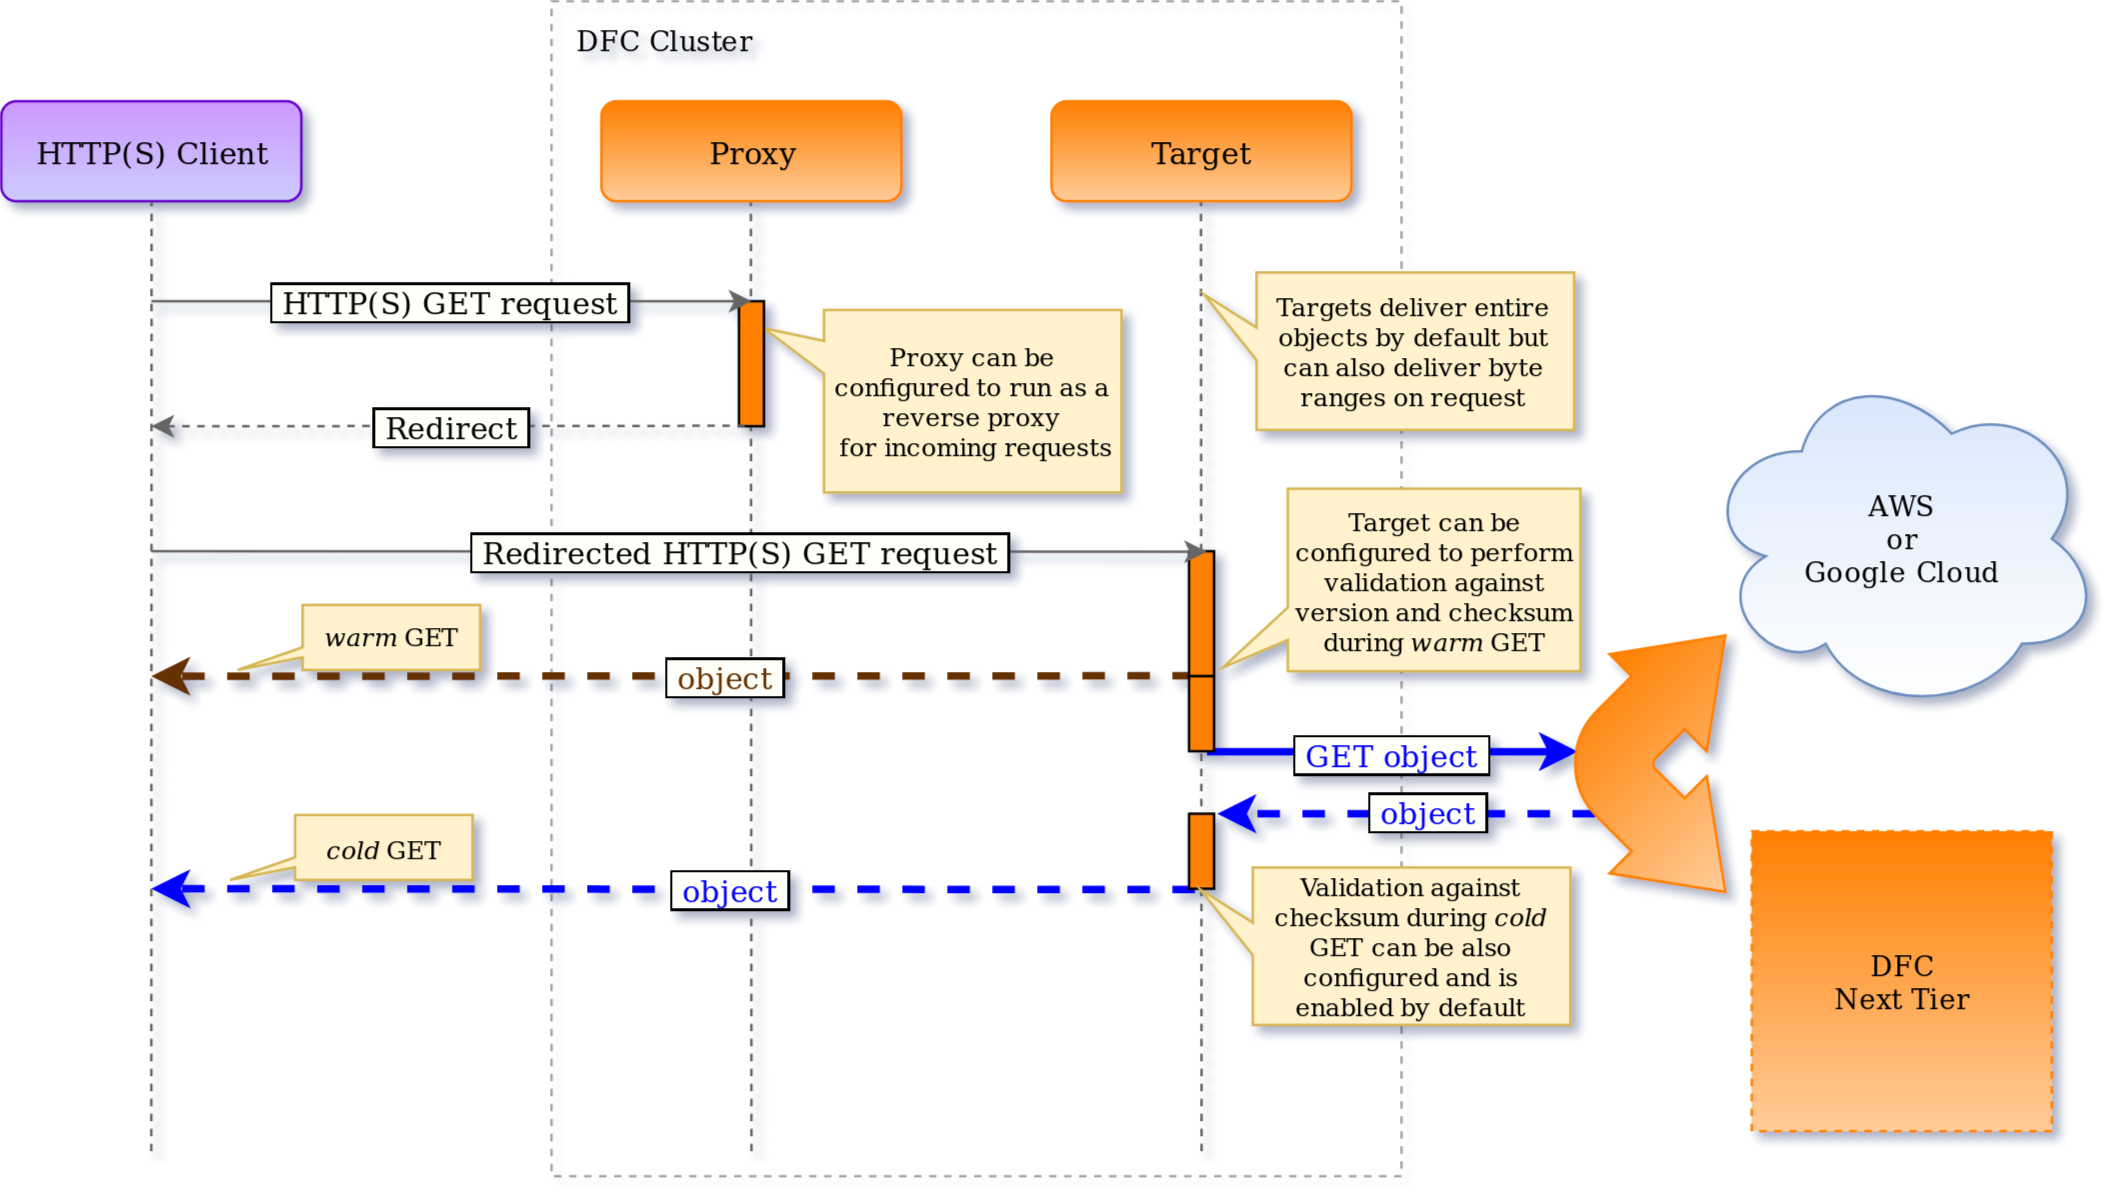 DFC Cluster
HTTP(S) Client
Proxy
Target
HTTP(S) GET request
Targets deliver entire
objects by default but
can also deliver byte
ranges on request
Proxy can be
configured to run as a
reverse proxy
for incoming requests
Redirect
AWS
or
Google Cloud
Redirected HTTP(S) GET request
Target can be
configured to perform
validation against
version and checksum
during warm GET
warm GET
object
GET object
object
cold GET
object
Validation against
checksum during cold
GET can be also
configured and is
enabled by default
DFC
Next Tier